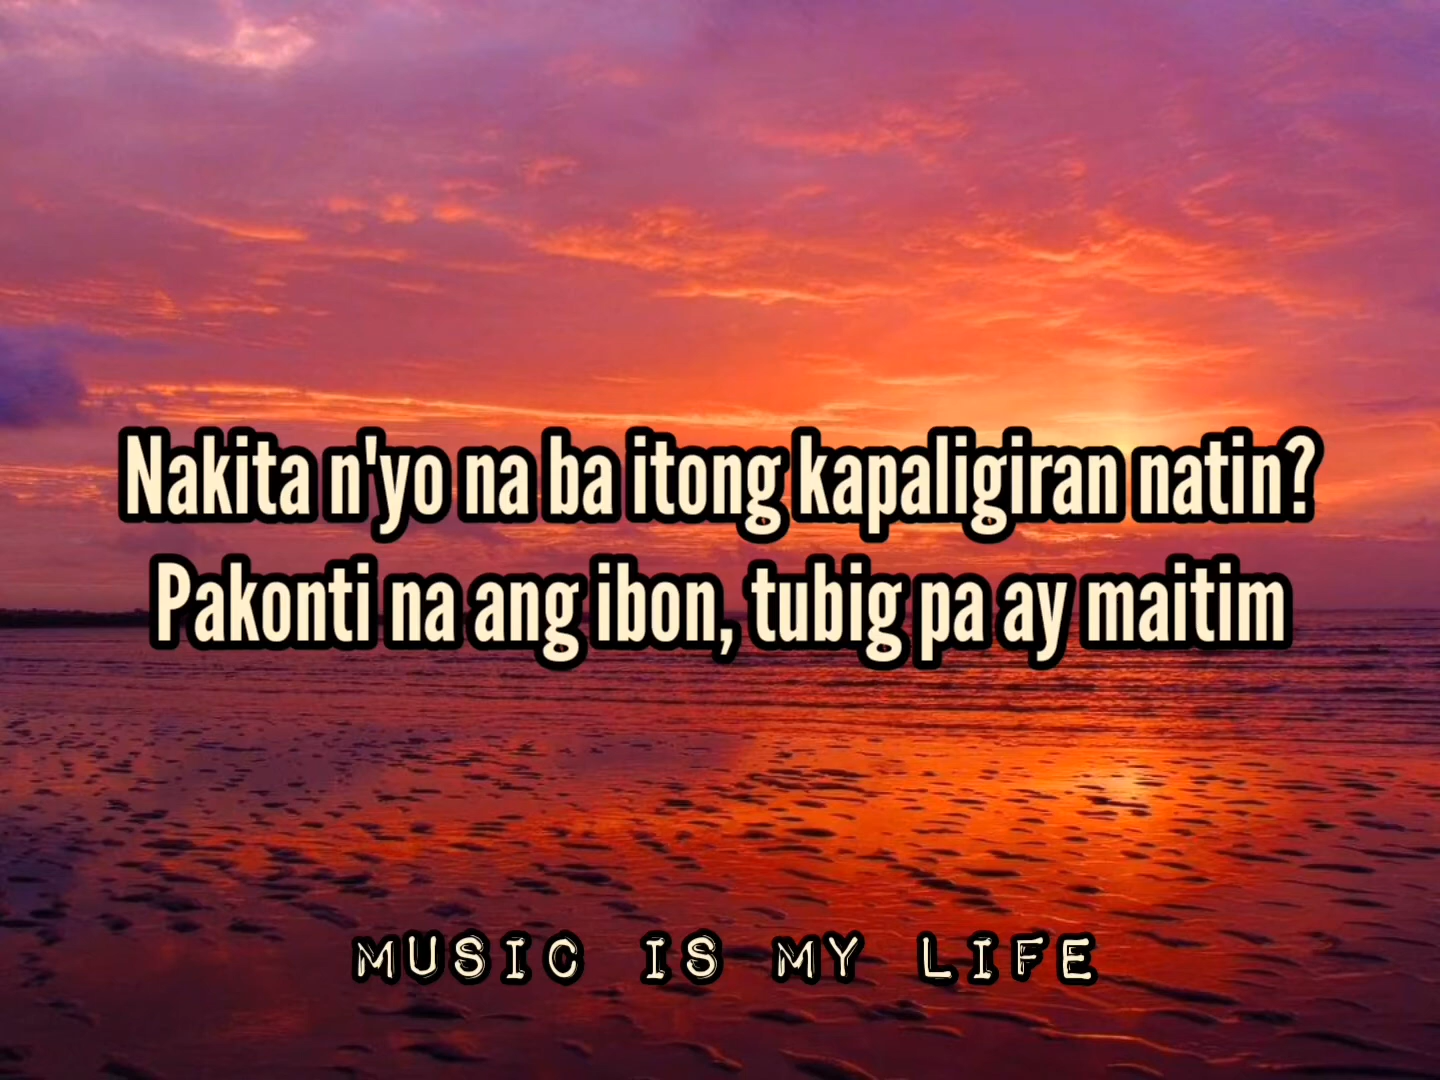 Nakita n'yo na ba itong kapaligiran natin?
Pakonti na ang ibon, tubig pa ay maitim
MUSIC IS MY LIFE